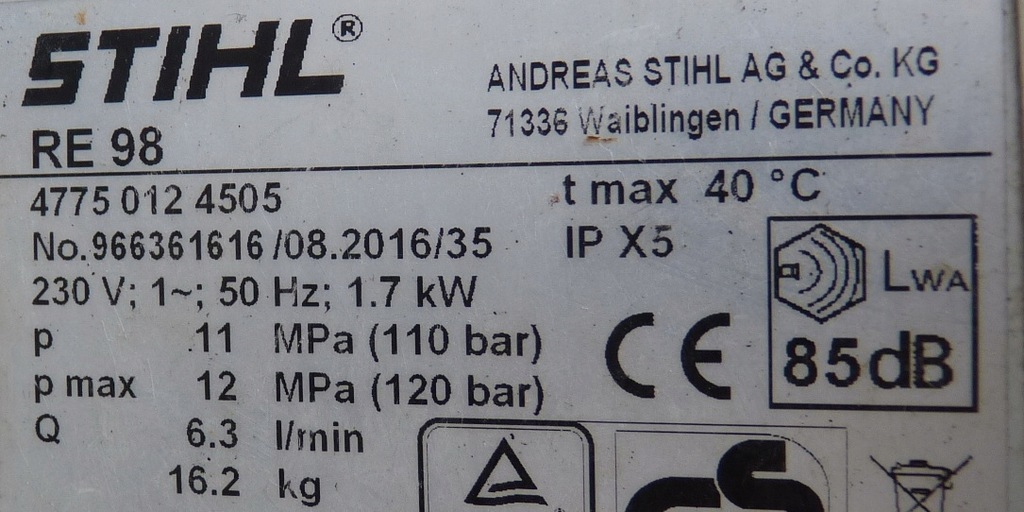 STIHL®
ANDREAS STIHL AG & Co. KG
71336 Waiblingen / GERMANY
RE 98
4775 012 4505
t max 40 °C
No.966361616/08.2016/35
IP X5
230 V; 1~; 50 Hz; 1.7 kW
LWA
p 11 MPa (110 bar)
CE
85dB
p max 12 MPa (120 bar)
Q 6.3 l/min
16.2 kg
GS